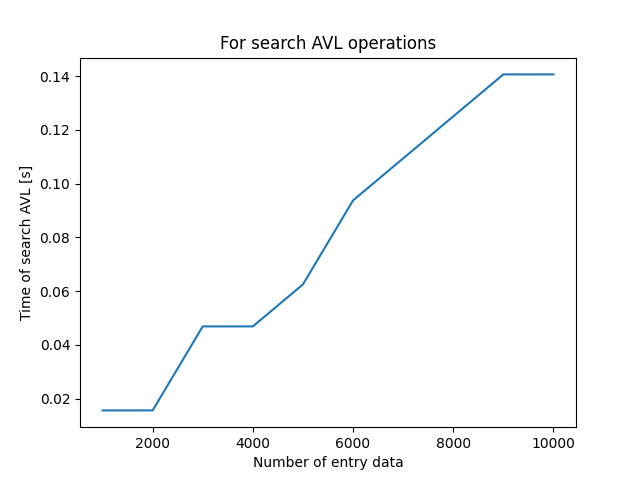 For search AVL operations
Time of search AVL [s]
0.14
0.12
0.10
0.08
0.06
0.04
0.02
2000 4000 6000 8000 10000
Number of entry data